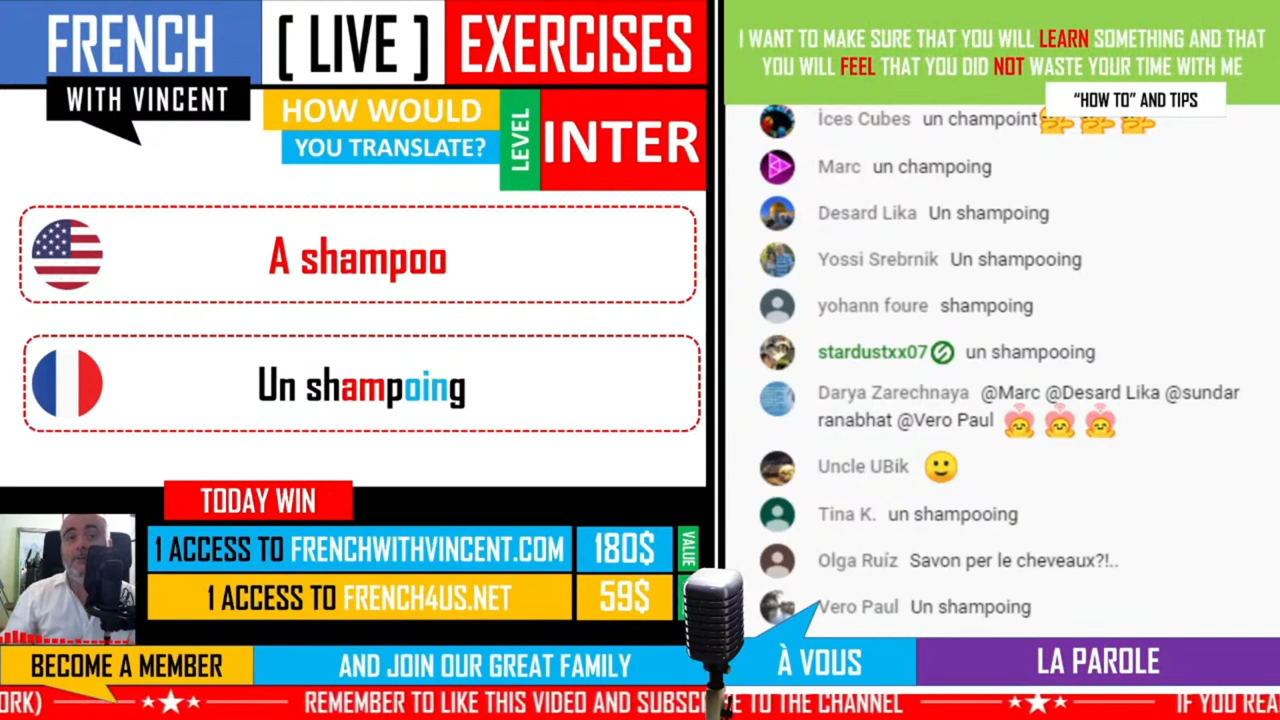 FRENCH
WITH VINCENT
[ LIVE ]
EXERCISES
HOW WOULD
YOU TRANSLATE?
LEVEL
INTER
A shampoo
Un shampoing
TODAY WIN
1 ACCESS TO FRENCHWITHVINCENT.COM
180$
1 ACCESS TO FRENCH4US.NET
59$
VALUE
BECOME A MEMBER
AND JOIN OUR GREAT FAMILY
I WANT TO MAKE SURE THAT YOU WILL LEARN SOMETHING AND THAT
YOU WILL FEEL THAT YOU DID NOT WASTE YOUR TIME WITH ME
“HOW TO” AND TIPS
İces Cubes un champoint
Marc un champoing
Desard Lika Un shampoing
Yossi Srebrnik Un shampooing
yohann foure shampoing
stardustxx07 un shampooing
Darya Zarechnaya @Marc @Desard Lika @sundar
ranabhat @Vero Paul
Uncle UBik
Tina K. un shampooing
Olga Ruíz Savon per le cheveaux?!..
Vero Paul Un shampoing
À VOUS
LA PAROLE
ORK)
REMEMBER TO LIKE THIS VIDEO AND SUBSC
E TO THE CHANNEL
IF YOU REA